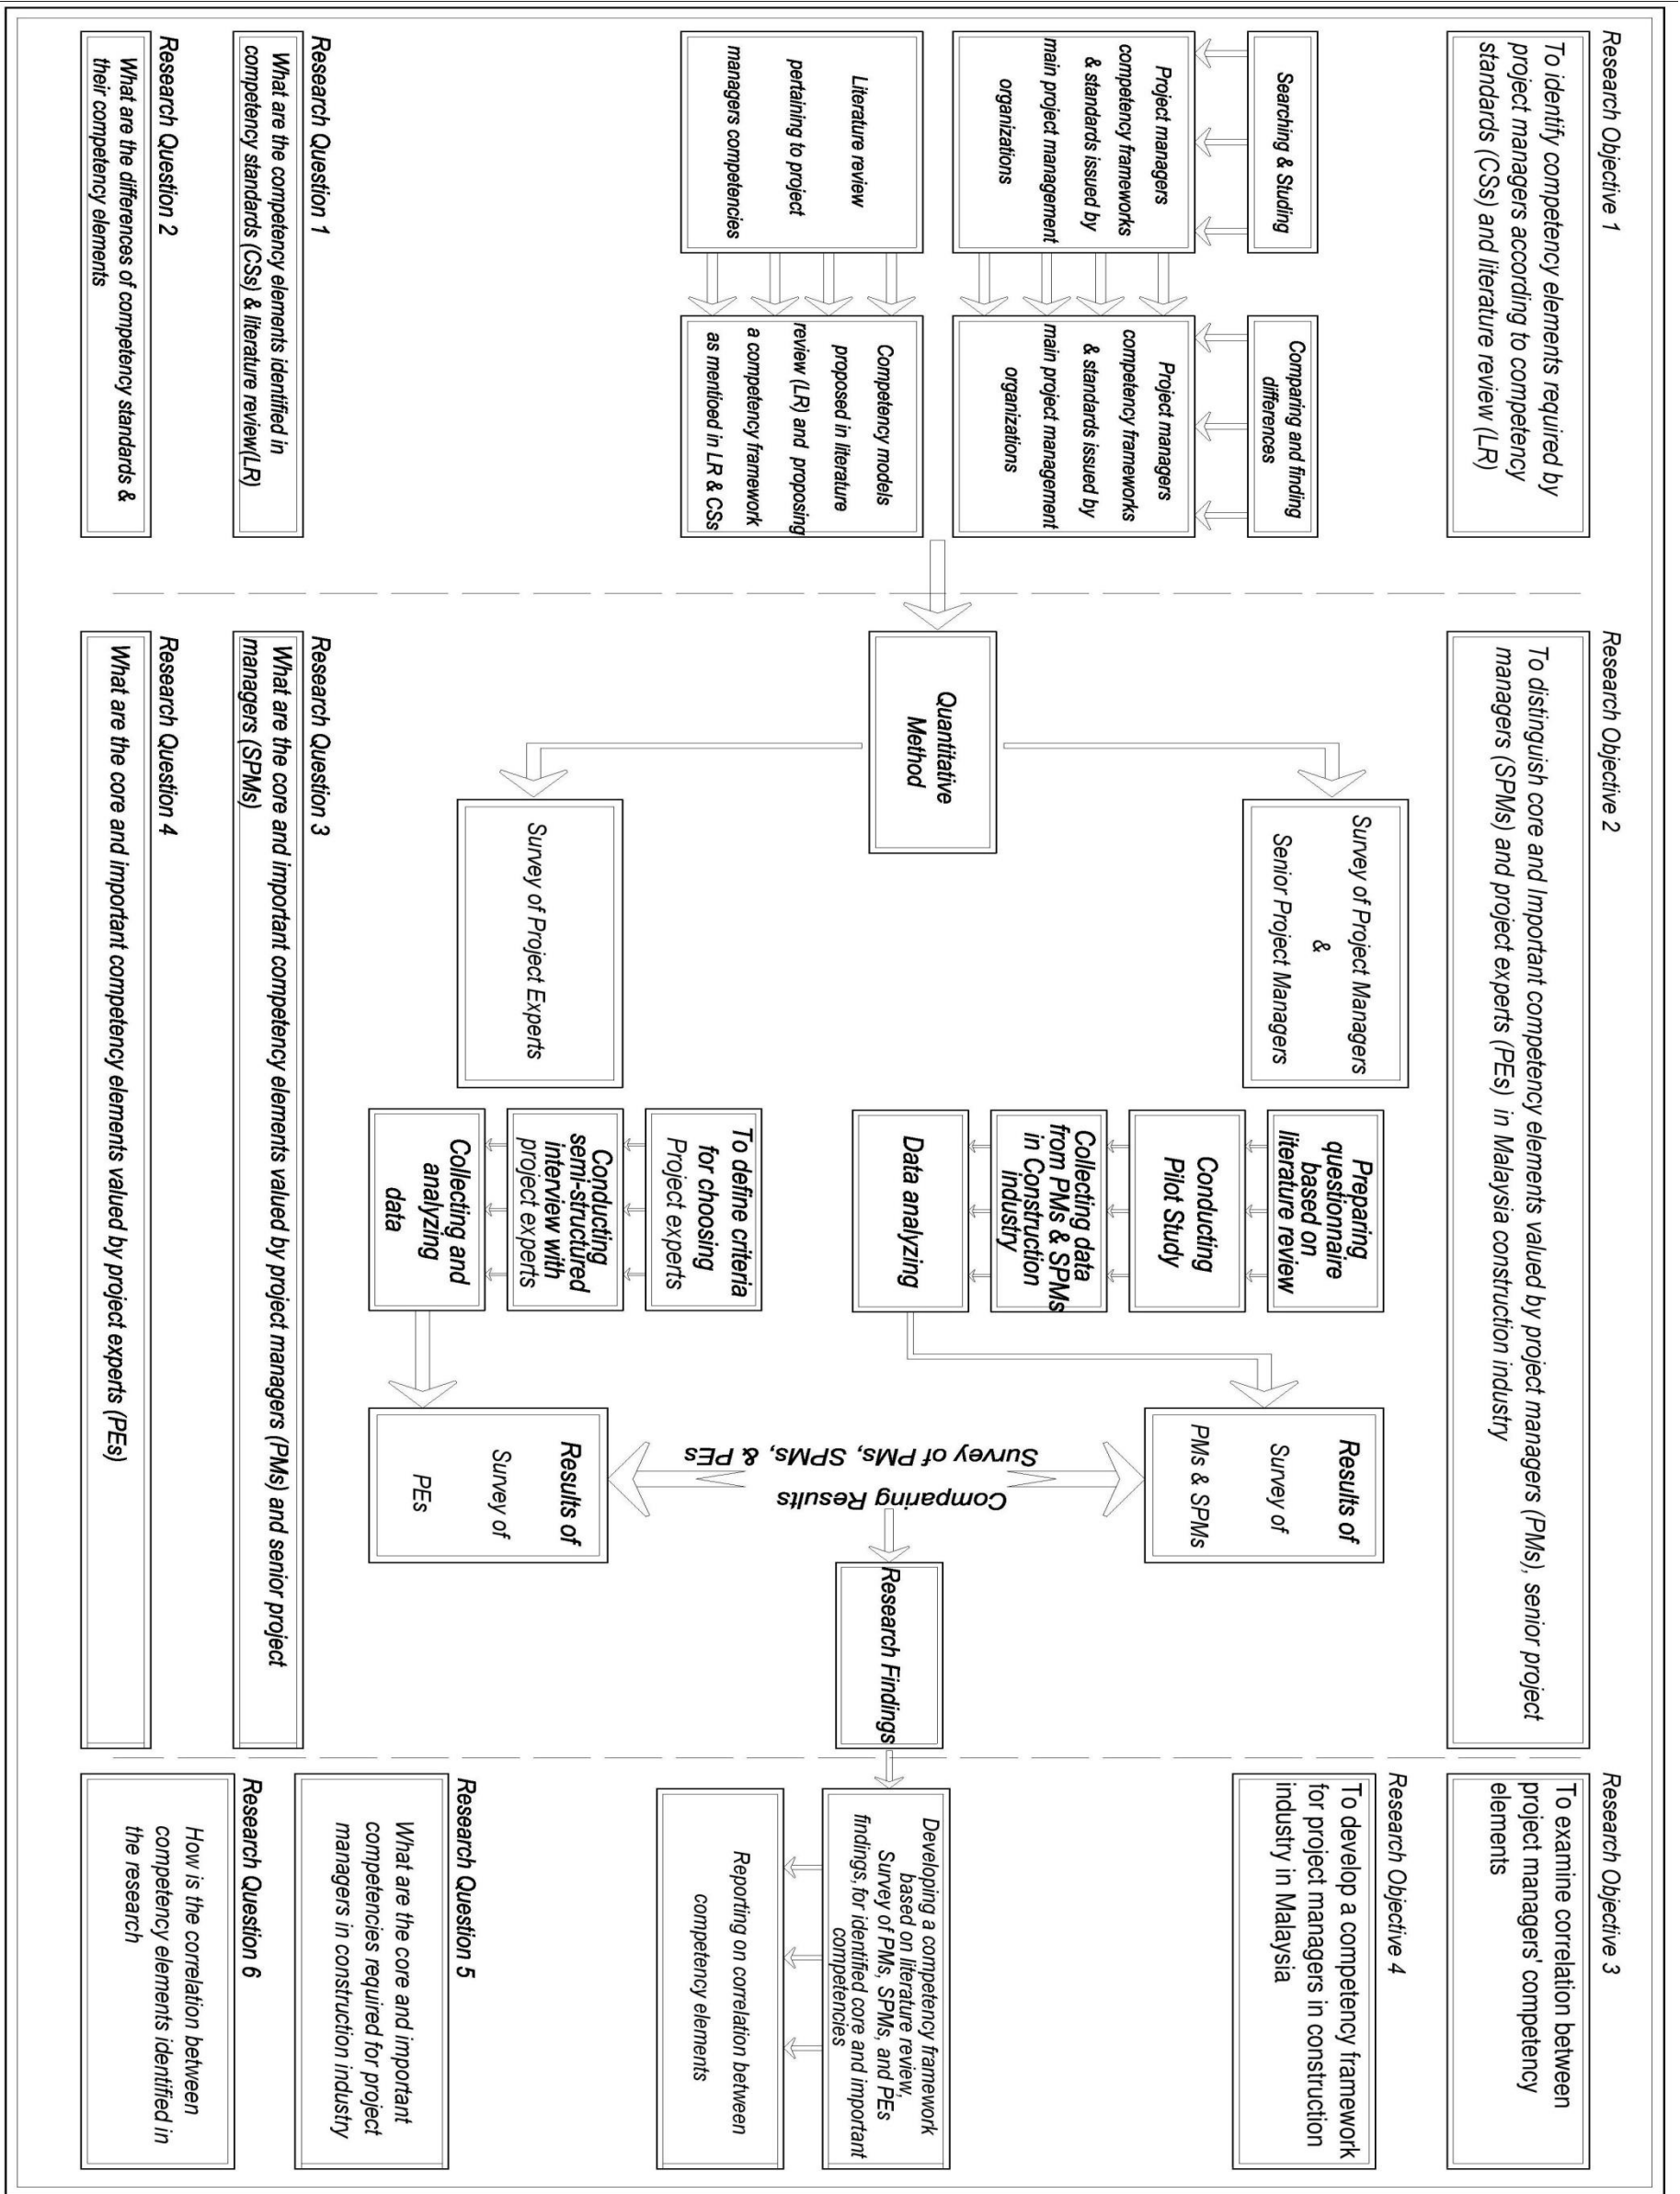 Research Objective 1
To identify competency elements required by
project managers according to competency
standards (CSs) and literature review (LR)
Searching & Studing
Project managers
competency frameworks
& standards issued by
main project management
organizations
Literature review
pertaining to project
managers competencies
Comparing and finding
differences
Project managers
competency frameworks
& standards issued by
main project management
organizations
Competency models
proposed in literature
review (LR) and proposing
a competency framework
as mentioed in LR & CSs
Research Question 1
What are the competency elements identified in
competency standards (CSs) & literature review(LR)
Research Question 2
What are the differences of competency standards &
their competency elements
Research Objective 2
To distinguish core and Important competency elements valued by project managers (PMs), senior project
managers (SPMs) and project experts (PEs) in Malaysia construction industry
Quantitative
Method
Survey of Project Managers
&
Senior Project Managers
Survey of Project Experts
Preparing
questionaire
based on
literature review
Conducting
Pilot Study
Collecting data
from PMs & SPMs
in Construction
industry
Data analyzing
To define criteria
for choosing
Project experts
Conducting
semi-structured
interview with
project experts
Collecting and
analyzing
data
Results of
Survey of
PMs & SPMs
Comparing Results
Survey of PMs, SPMs, & PEs
Results of
Survey of
PEs
Research Findings
Research Question 3
What are the core and important competency elements valued by project managers (PMs) and senior project
managers (SPMs)
Research Question 4
What are the core and important competency elements valued by project experts (PEs)
Research Objective 3
To examine correlation between
project managers' competency
elements
Research Objective 4
To develop a competency framework
for project managers in construction
industry in Malaysia
Developing a competency framework
based on literature review,
Survey of PMs, SPMs, and PEs
findings, for identified core and important
competencies
Reporting on correlation between
competency elements
Research Question 5
What are the core and important
competencies required for project
managers in construction industry
Research Question 6
How is the correlation between
competency elements identified in
the research